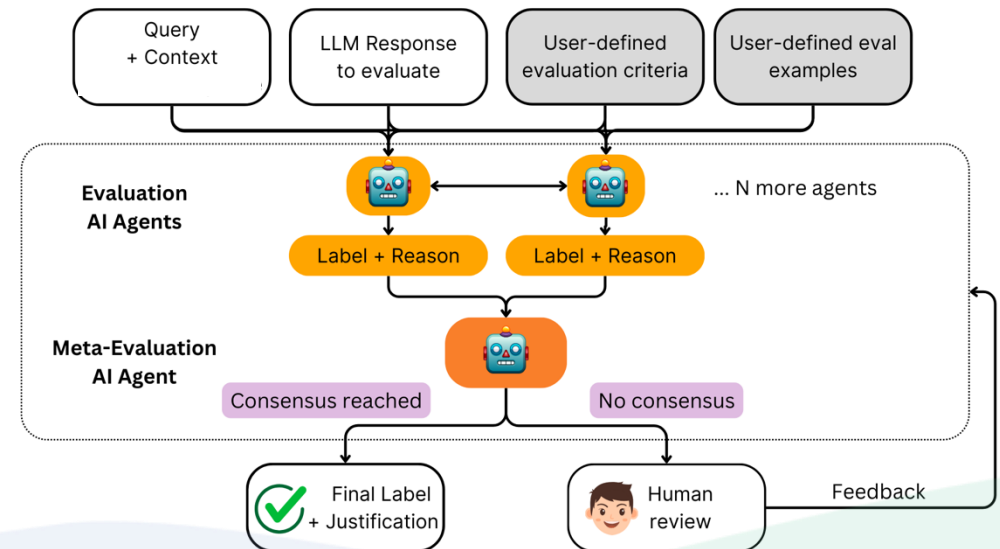 Query
+ Context
LLM Response
to evaluate
User-defined
evaluation criteria
User-defined eval
examples
Evaluation
AI Agents
... N more agents
Label + Reason
Label + Reason
Meta-Evaluation
AI Agent
Consensus reached
No consensus
Final Label
+ Justification
Human
review
Feedback